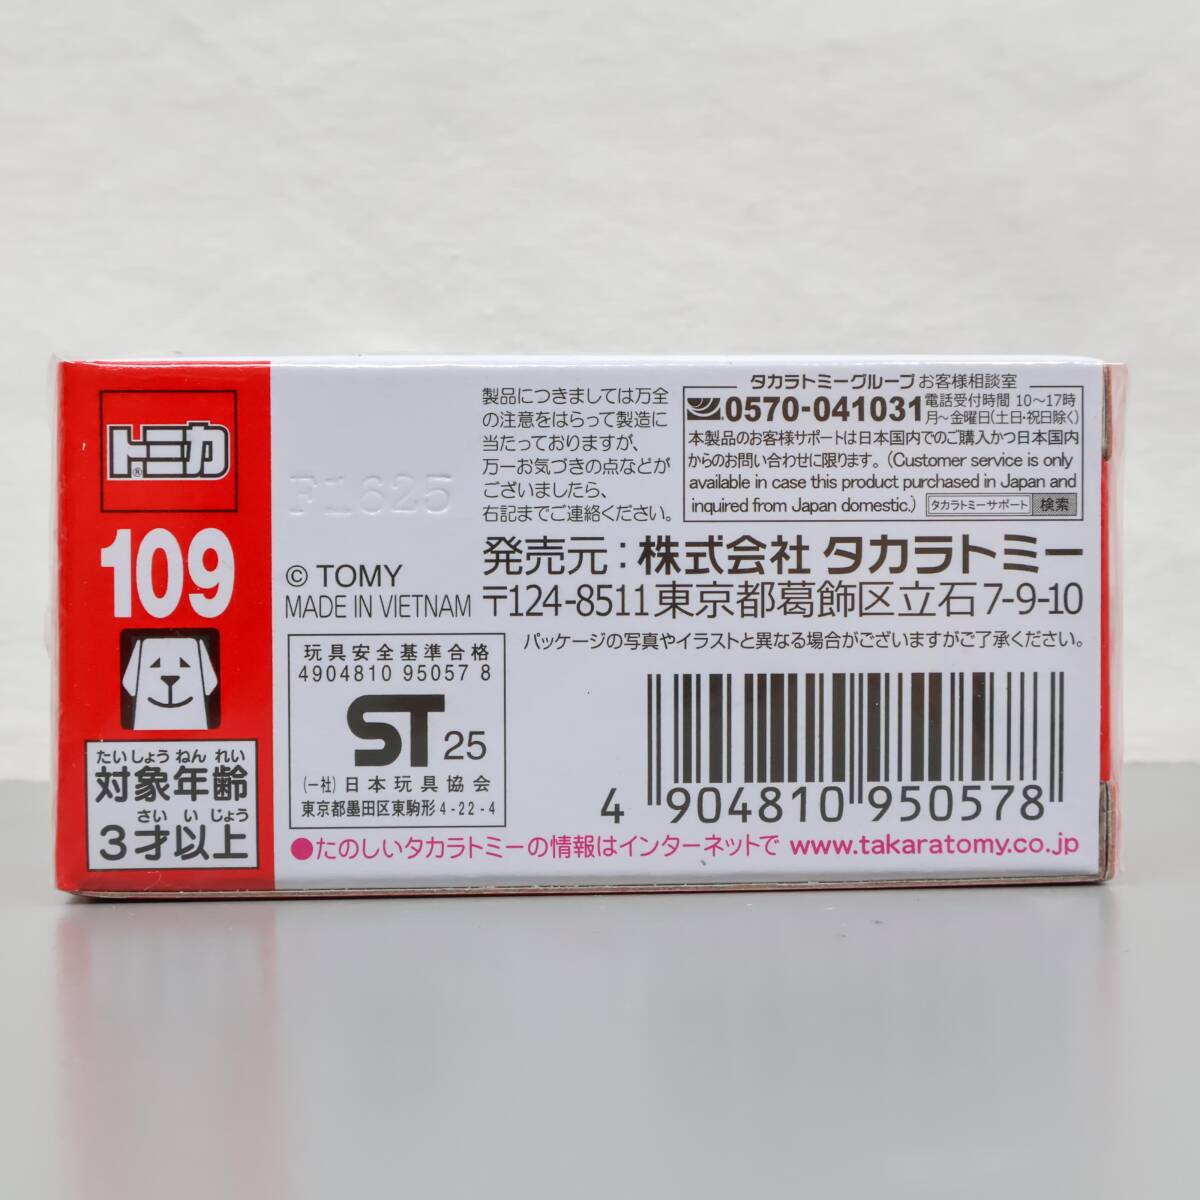 トミカ®
109
たいしょうねんれい
対象年齢
さいいじょう
3才以上
F1625
© TOMY
MADE IN VIETNAM
玩具安全基準合格
4904810 95057 8
ST 25
(一社)日本玩具協会
東京都墨田区東駒形4-22-4
製品につきましては万全
の注意をはらって製造に
当たっておりますが、
万一お気づきの点などが
ございましたら、
右記までご連絡ください。
タカラトミーグループ お客様相談室
0570-041031 電話受付時間 10〜17時
月〜金曜日(土日・祝日除く)
本製品のお客様サポートは日本国内でのご購入かつ日本国内
からのお問い合わせに限ります。(Customer service is only
available in case this product purchased in Japan and
inquired from Japan domestic.) タカラトミーサポート 検索
発売元:株式会社 タカラトミー
〒124-8511 東京都葛飾区立石7-9-10
パッケージの写真やイラストと異なる場合がございますがご了承ください。
4 904810 950578
●たのしいタカラトミーの情報はインターネットで www.takaratomy.co.jp